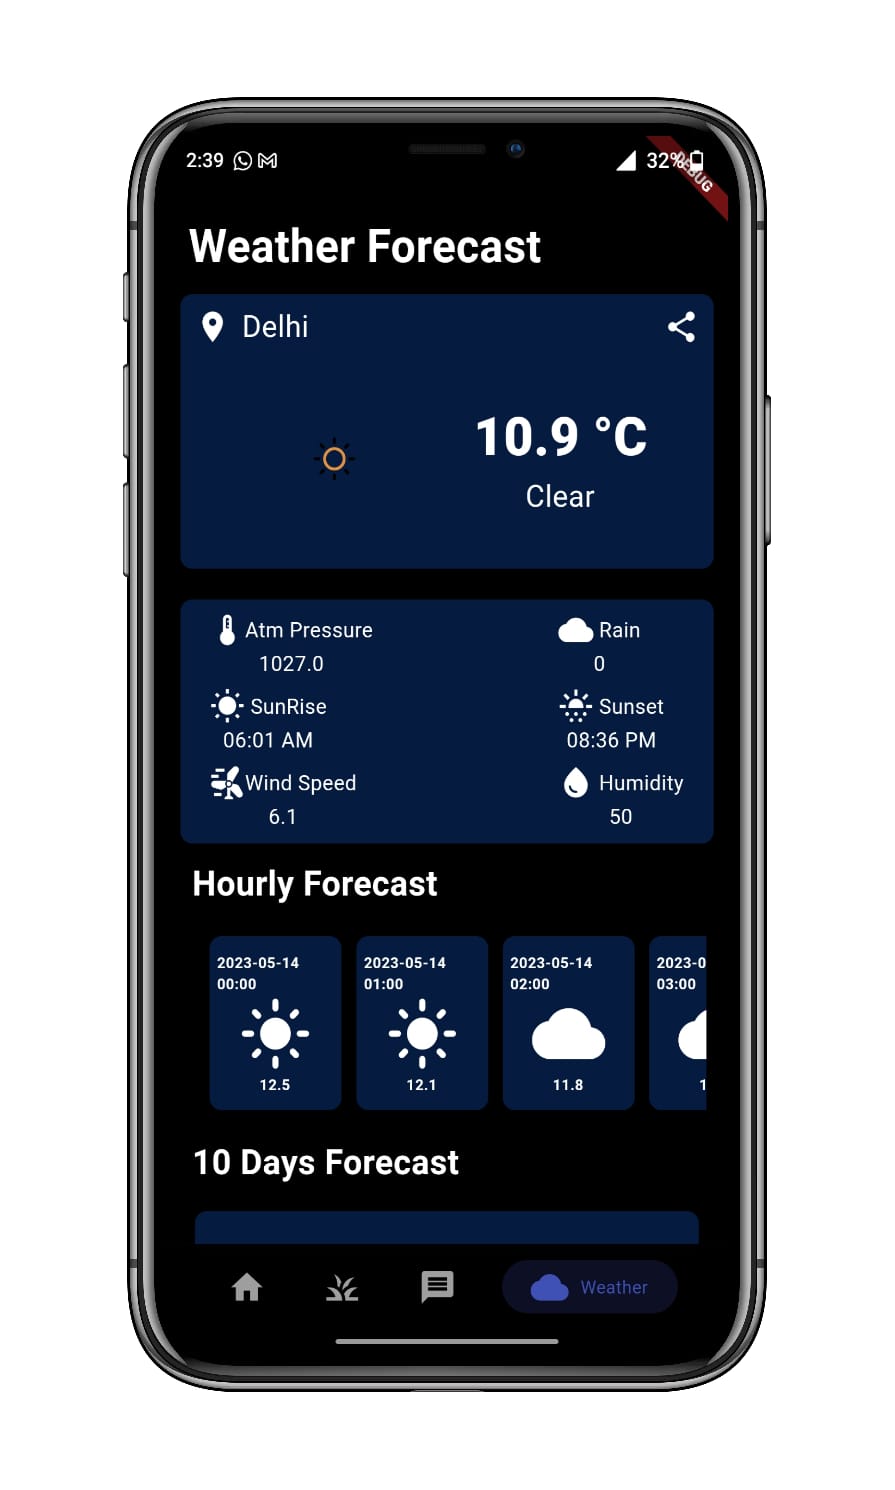 2:39 32%
DEBUG
Weather Forecast
Delhi
10.9 °C
Clear
Atm Pressure Rain
1027.0 0
SunRise Sunset
06:01 AM 08:36 PM
Wind Speed Humidity
6.1 50
Hourly Forecast
2023-05-14 2023-05-14 2023-05-14 2023-0
00:00 01:00 02:00 03:00
12.5 12.1 11.8 1
10 Days Forecast
Weather